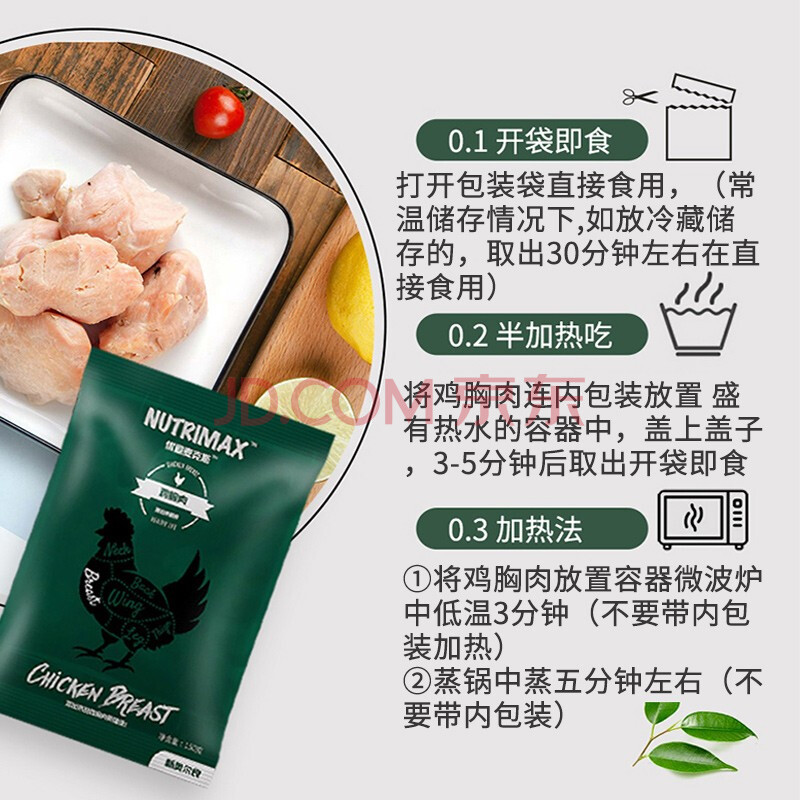 0.1 开袋即食
打开包装袋直接食用，（常
温储存情况下,如放冷藏储
存的，取出30分钟左右在直
接食用）
0.2 半加热吃
将鸡胸肉连内包装放置 盛
有热水的容器中，盖上盖子
，3-5分钟后取出开袋即食
0.3 加热法
①将鸡胸肉放置容器微波炉
中低温3分钟（不要带内包
装加热）
②蒸锅中蒸五分钟左右（不
要带内包装）
JD.COM 京东
NUTRIMAX™
鸡胸肉
Neck
Back
Breast
Wing
Leg
CHICKEN BREAST
净含量：150克